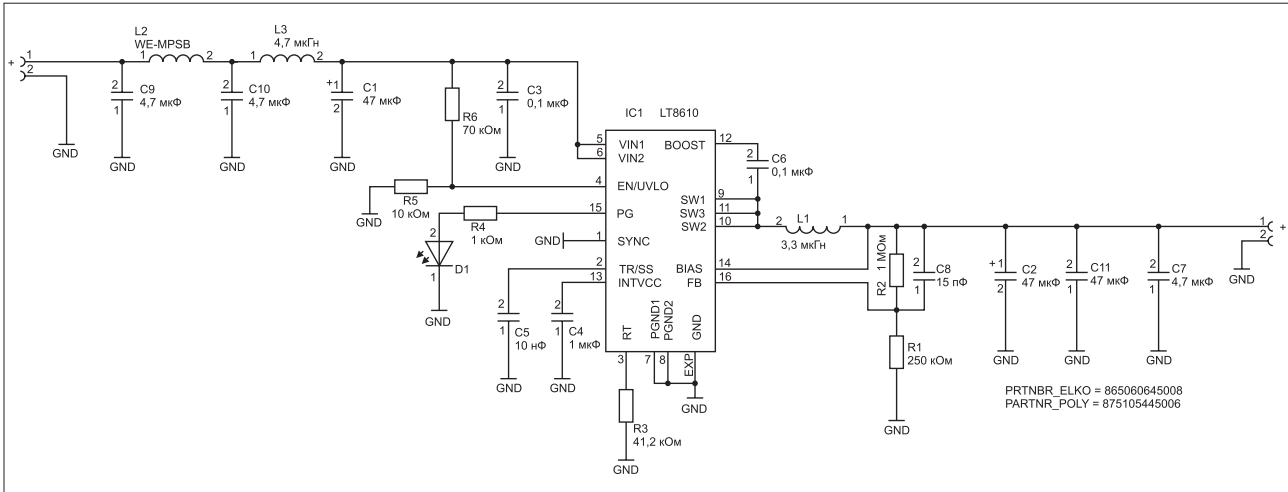 L2
WE-MPSB
1 2
L3
4,7 мкГн
1 2
+ 1
2
GND
2 C9
1 4,7 мкФ
GND
2 C10
1 4,7 мкФ
GND
+1 C1
2 47 мкФ
GND
R6
70 кОм
2 C3
1 0,1 мкФ
GND
IC1 LT8610
5 VIN1
6 VIN2
4 EN/UVLO
15 PG
1 SYNC
2 TR/SS
13 INTVCC
BOOST 12
SW1 9
SW3 11
SW2 10
BIAS 14
FB 16
RT
PGND1
PGND2
GND
3 7 8 EXP
GND
R5
10 кОм
GND
R4
1 кОм
2
1 D1
GND
GND
2 C5
1 10 нФ
GND
2 C4
1 1 мкФ
GND
R3
41,2 кОм
GND
2 C6
1 0,1 мкФ
L1
2 1
3,3 мкГн
R2 1 МОм
2 C8
1 15 пФ
R1
250 кОм
GND
+1 C2
2 47 мкФ
GND
2 C11
1 47 мкФ
GND
2 C7
1 4,7 мкФ
GND
1 +
2
GND
PRTNBR_ELKO = 865060645008
PARTNR_POLY = 875105445006